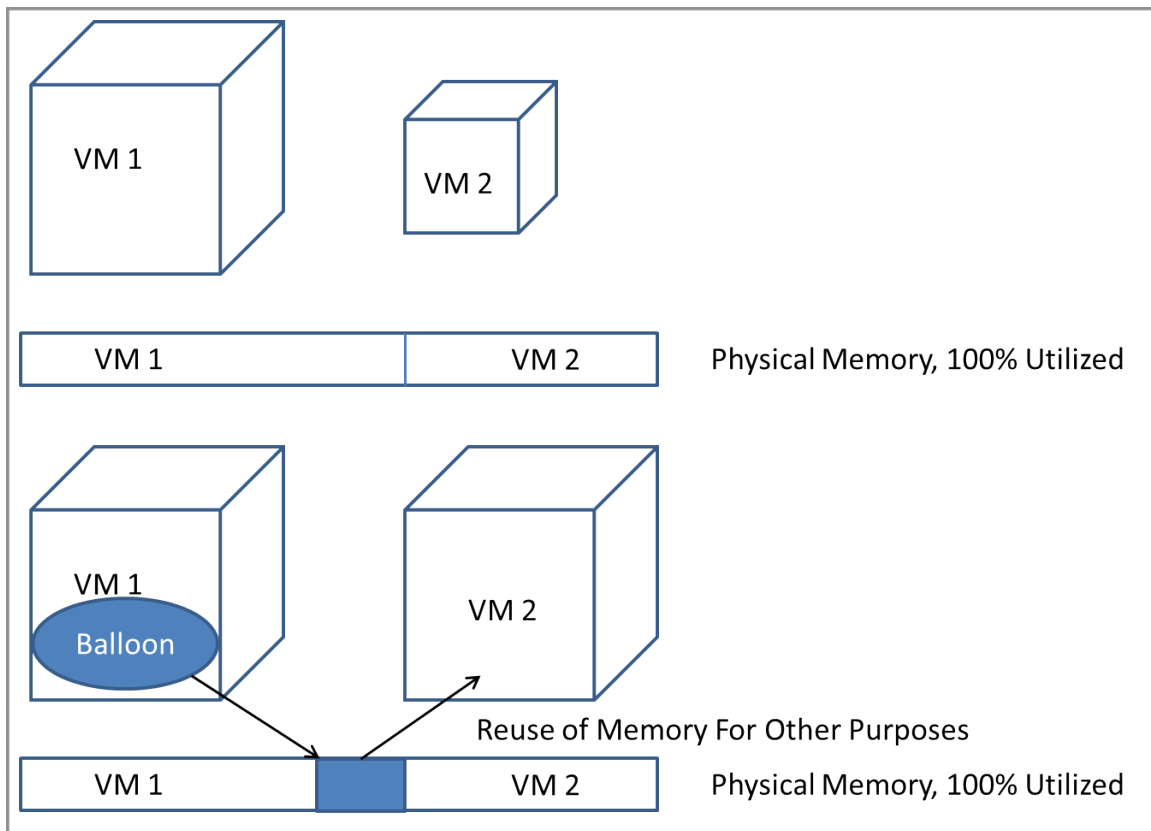 VM 1
VM 2
VM 1
VM 2
Physical Memory, 100% Utilized
VM 1
VM 2
Balloon
Reuse of Memory For Other Purposes
VM 1
VM 2
Physical Memory, 100% Utilized